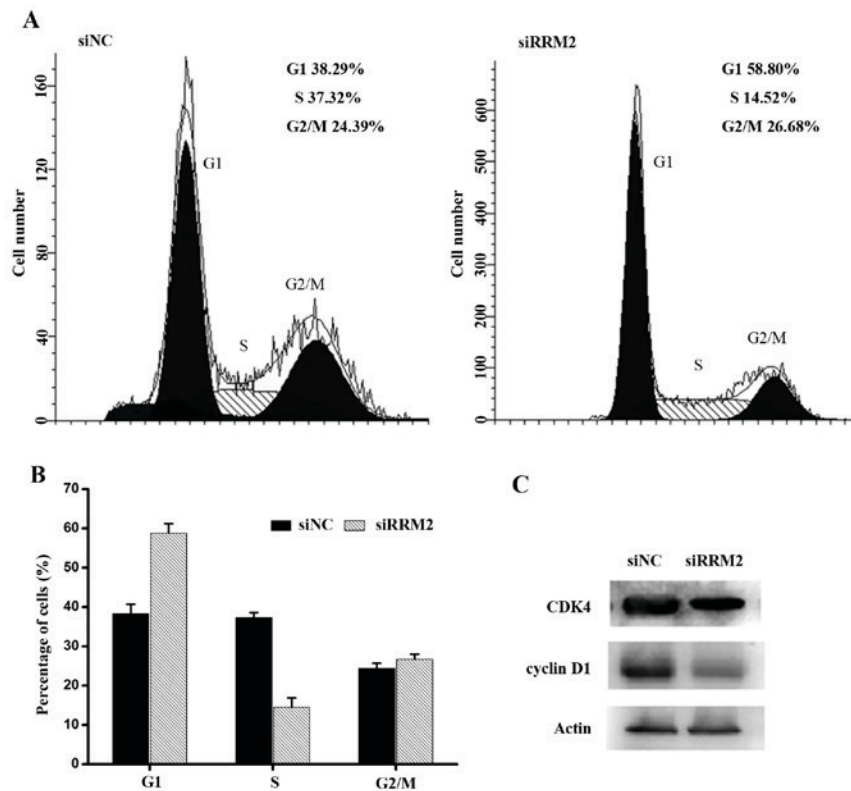 A
siNC
G1 38.29%
S 37.32%
G2/M 24.39%
160
120
80
40
0
Cell number
G1
S
G2/M
siRRM2
G1 58.80%
S 14.52%
G2/M 26.68%
600
500
400
300
200
100
0
Cell number
G1
S
G2/M
B
70
60
50
40
30
20
10
0
Percentage of cells (%)
siNC siRRM2
G1 S G2/M
C
siNC siRRM2
CDK4
cyclin D1
Actin